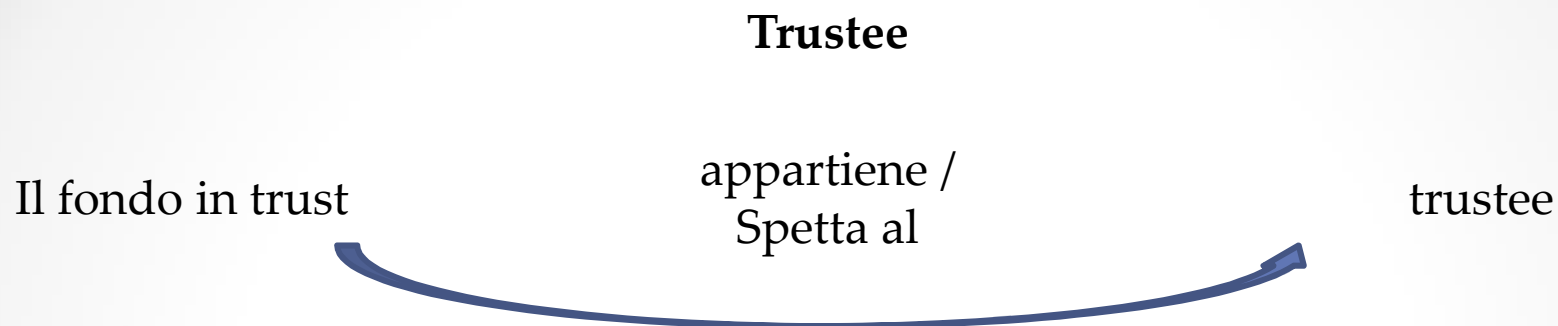 Trustee
Il fondo in trust
appartiene /
Spetta al
trustee